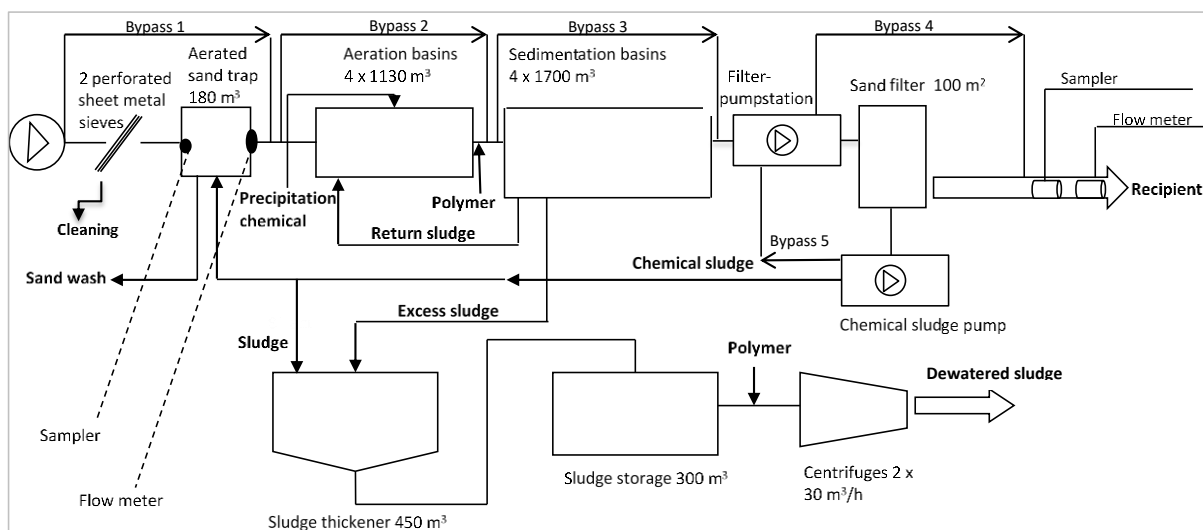 Bypass 1
Bypass 2
Bypass 3
Bypass 4
Aerated
sand trap
180 m³
Aeration basins
4 x 1130 m³
Sedimentation basins
4 x 1700 m³
Filter-
pumpstation
Sand filter 100 m²
Sampler
Flow meter
2 perforated
sheet metal
sieves
Cleaning
Precipitation
chemical
Polymer
Return sludge
Recipient
Bypass 5
Chemical sludge
Sand wash
Excess sludge
Sludge
Chemical sludge pump
Polymer
Dewatered sludge
Sampler
Flow meter
Sludge storage 300 m³
Centrifuges 2 x
30 m³/h
Sludge thickener 450 m³